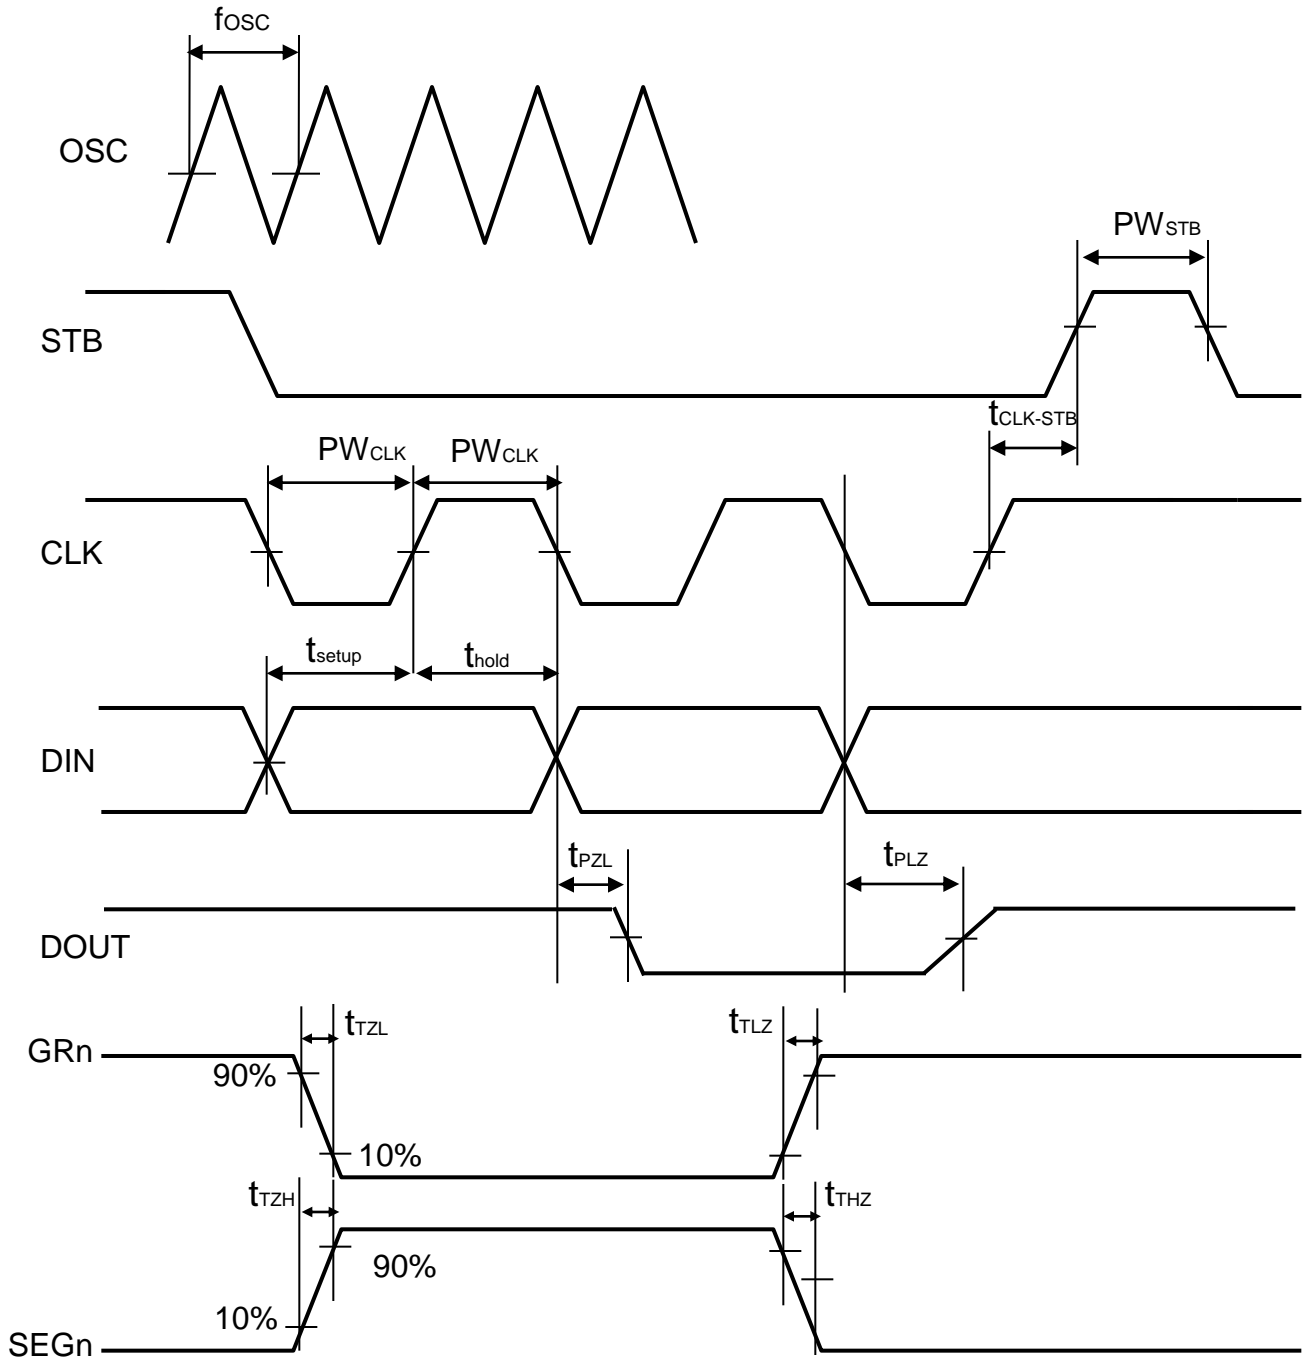 fOSC
OSC
PWSTB
STB
tCLK-STB
PWCLK PWCLK
CLK
tsetup thold
DIN
tPZL tPLZ
DOUT
tTZL tTLZ
GRn
90%
10%
tTZH tTHZ
90%
10%
SEGn